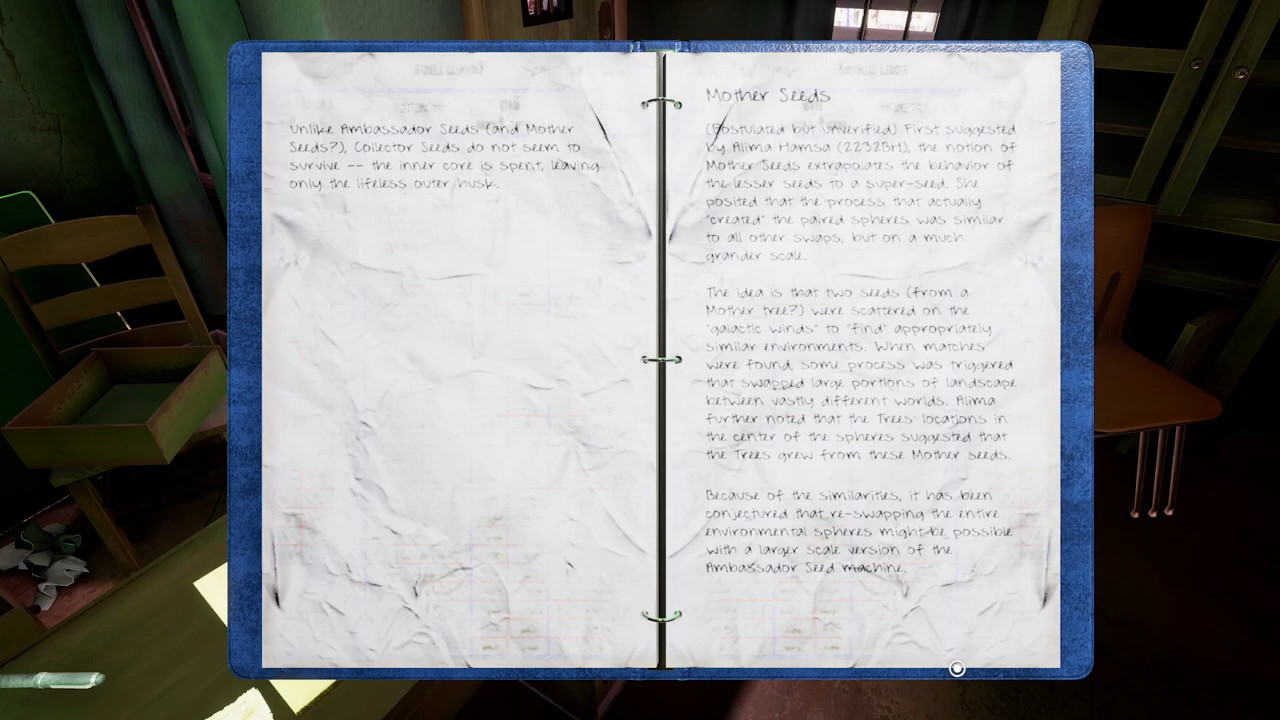 Unlike Ambassador Seeds (and Mother
Seeds?), Collector Seeds do not seem to
survive -- the inner core is spent, leaving
only the lifeless outer husk.
Mother Seeds
(Postulated but unverified) First suggested
by Alima Hamsa (2232BH), the notion of
Mother Seeds extrapolates the behavior of
the lesser seeds to a super-seed. She
posited that the process that actually
"created" the paired spheres was similar
to all other swaps, but on a much
grander scale.
The idea is that two seeds (from a
Mother tree?) were scattered on the
"galactic winds" to "find" appropriately
similar environments. When matches
were found, some process was triggered
that swapped large portions of landscape
between vastly different worlds. Alima
further noted that the Trees' locations in
the center of the spheres suggested that
the Trees grew from these Mother seeds.
Because of the similarities, it has been
conjectured that re-swapping the entire
environmental spheres might be possible
with a larger scale version of the
Ambassador Seed machine.